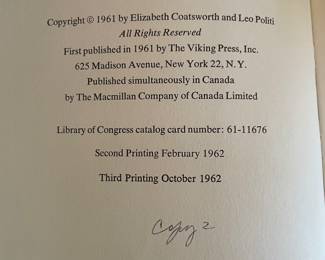 Copyright © 1961 by Elizabeth Coatsworth and Leo Politi
All Rights Reserved
First published in 1961 by The Viking Press, Inc.
625 Madison Avenue, New York 22, N. Y.
Published simultaneously in Canada
by The Macmillan Company of Canada Limited
Library of Congress catalog card number: 61-11676
Second Printing February 1962
Third Printing October 1962
Copy 2